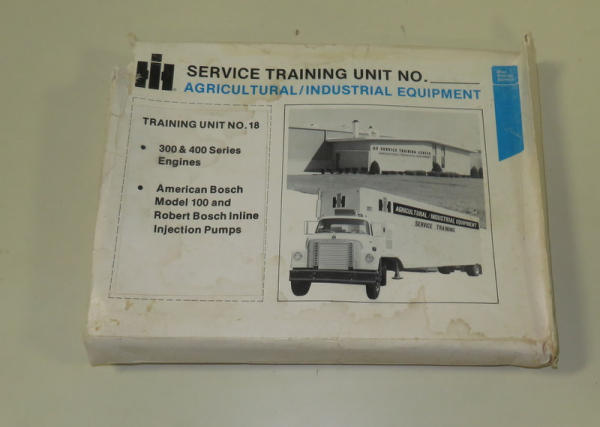 IH
SERVICE TRAINING UNIT NO. _____
AGRICULTURAL/INDUSTRIAL EQUIPMENT
TRAINING UNIT NO. 18
• 300 & 400 Series
Engines
• American Bosch
Model 100 and
Robert Bosch Inline
Injection Pumps
SERVICE TRAINING CENTER
IH AGRICULTURAL/INDUSTRIAL EQUIPMENT
SERVICE TRAINING